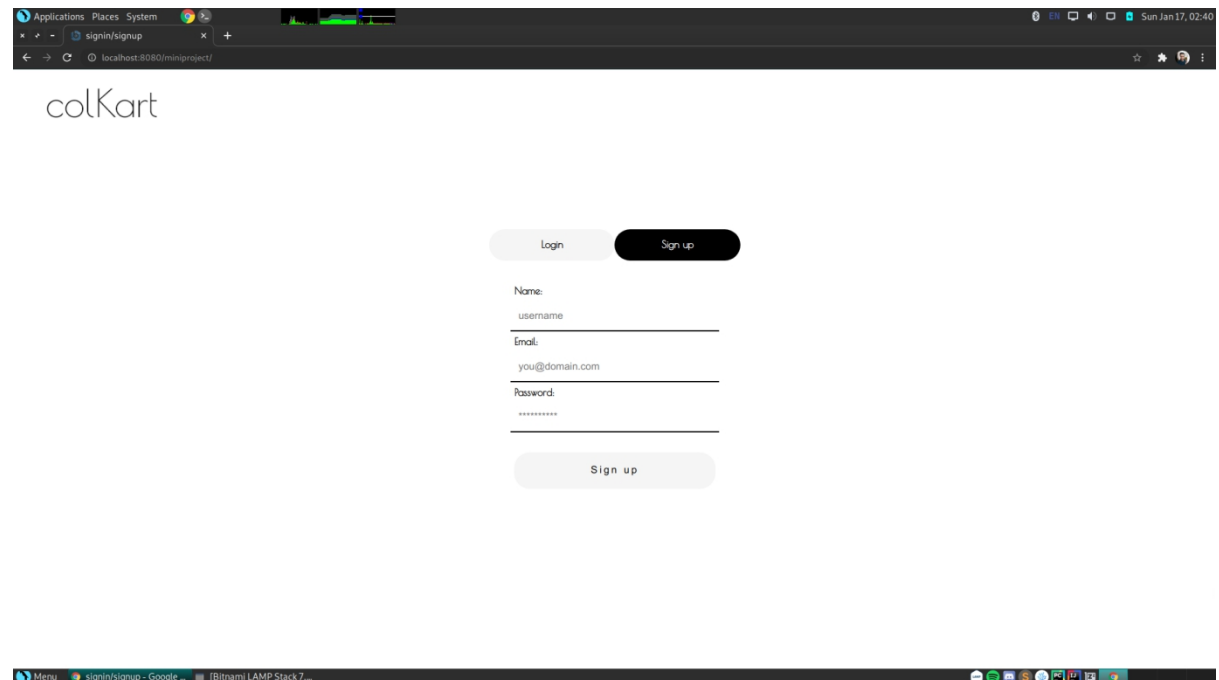 Applications Places System
EN
Sun Jan 17, 02:40
signin/signup
localhost:8080/miniproject/
colKart
Login
Sign up
Name:
username
Email:
you@domain.com
Password:
**********
Sign up
Menu
signin/signup - Google ...
[Bitnami LAMP Stack 7....